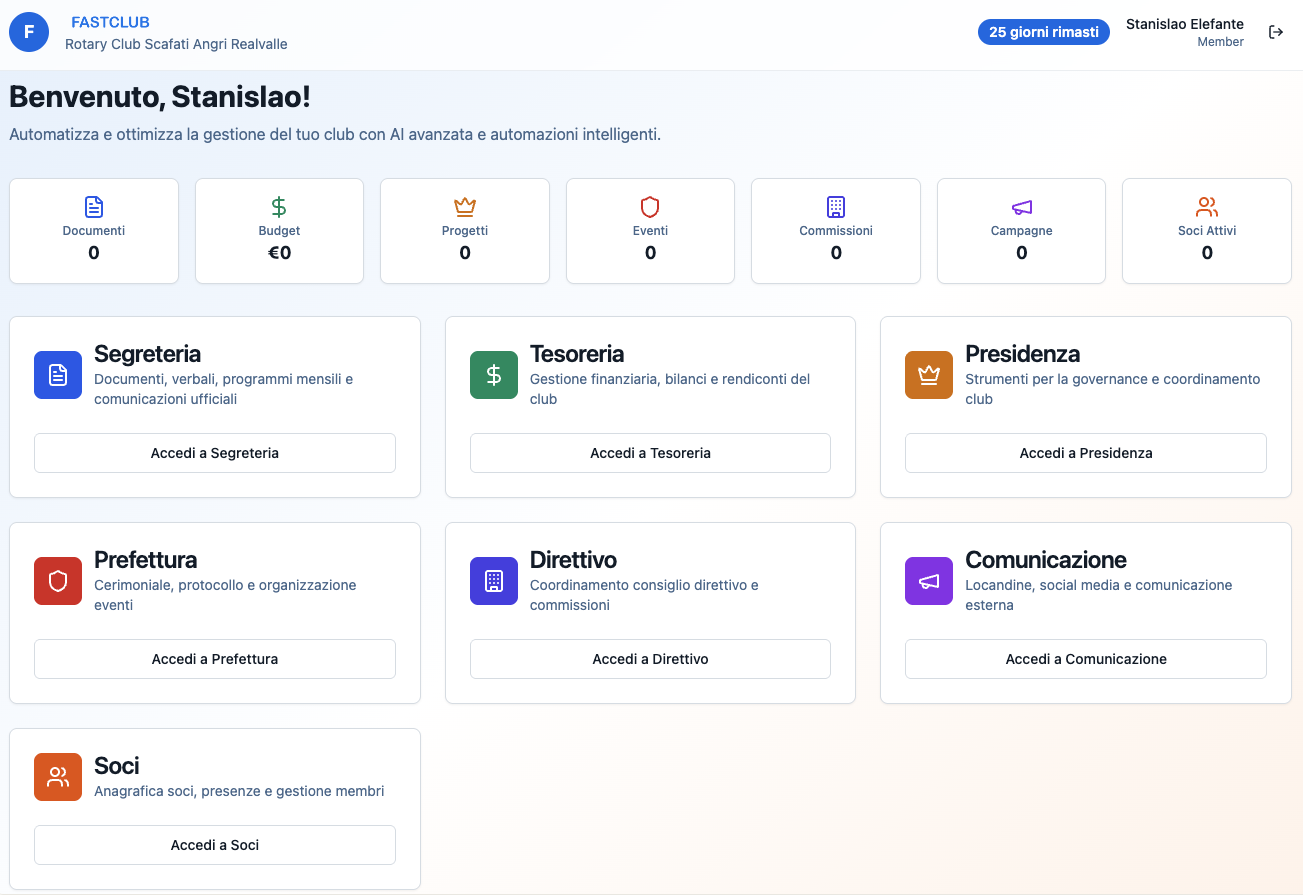 F
FASTCLUB
Rotary Club Scafati Angri Realvalle
25 giorni rimasti
Stanislao Elefante
Member
Benvenuto, Stanislao!
Automatizza e ottimizza la gestione del tuo club con AI avanzata e automazioni intelligenti.
Documenti
0
Budget
€0
Progetti
0
Eventi
0
Commissioni
0
Campagne
0
Soci Attivi
0
Segreteria
Documenti, verbali, programmi mensili e
comunicazioni ufficiali
Accedi a Segreteria
Tesoreria
Gestione finanziaria, bilanci e rendiconti del
club
Accedi a Tesoreria
Presidenza
Strumenti per la governance e coordinamento
club
Accedi a Presidenza
Prefettura
Cerimoniale, protocollo e organizzazione
eventi
Accedi a Prefettura
Direttivo
Coordinamento consiglio direttivo e
commissioni
Accedi a Direttivo
Comunicazione
Locandine, social media e comunicazione
esterna
Accedi a Comunicazione
Soci
Anagrafica soci, presenze e gestione membri
Accedi a Soci